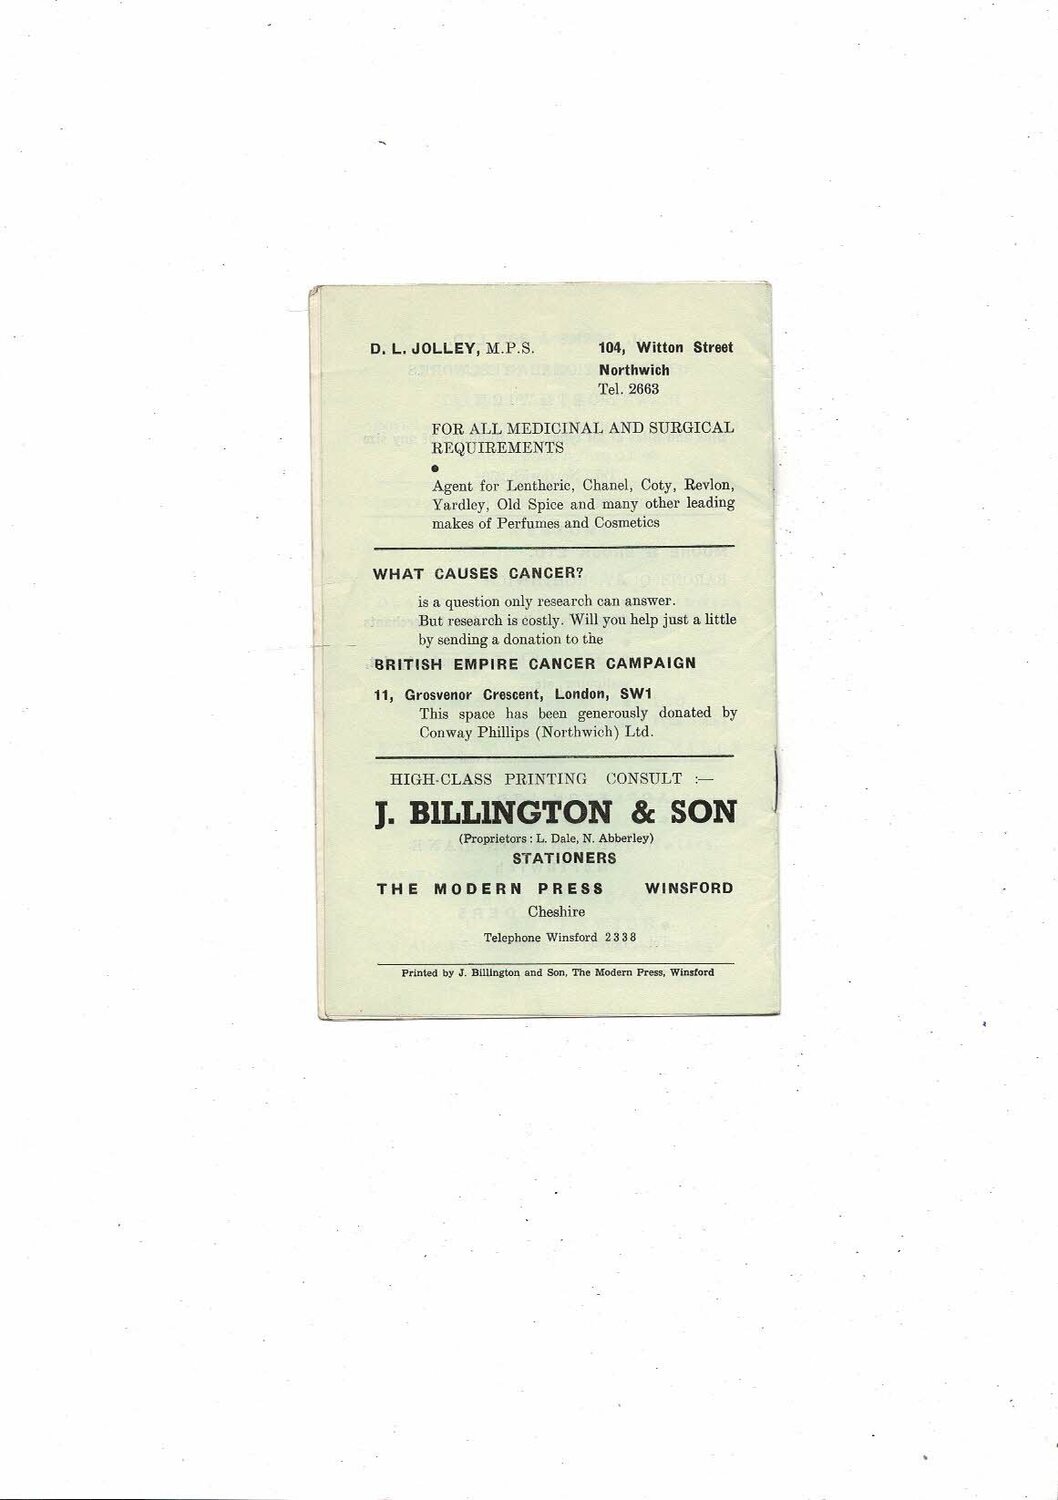 D. L. JOLLEY, M.P.S.
104, Witton Street
Northwich
Tel. 2663
FOR ALL MEDICINAL AND SURGICAL
REQUIREMENTS
Agent for Lentheric, Chanel, Coty, Revlon,
Yardley, Old Spice and many other leading
makes of Perfumes and Cosmetics
WHAT CAUSES CANCER?
is a question only research can answer.
But research is costly. Will you help just a little
by sending a donation to the
BRITISH EMPIRE CANCER CAMPAIGN
11, Grosvenor Crescent, London, SW1
This space has been generously donated by
Conway Phillips (Northwich) Ltd.
HIGH-CLASS PRINTING CONSULT :—
J. BILLINGTON & SON
(Proprietors : L. Dale, N. Abberley)
STATIONERS
THE MODERN PRESS WINSFORD
Cheshire
Telephone Winsford 2338
Printed by J. Billington and Son, The Modern Press, Winsford